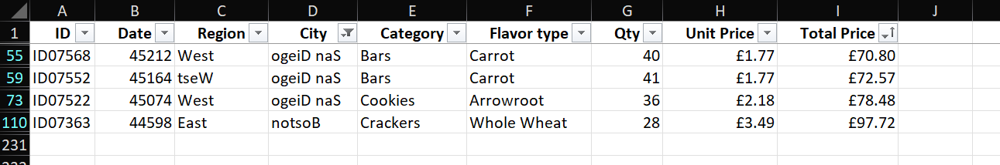 A B C D E F G H I J
1 ID Date Region City Category Flavor type Qty Unit Price Total Price
55 ID07568 45212 West ogeiD naS Bars Carrot 40 £1.77 £70.80
59 ID07552 45164 tseW ogeiD naS Bars Carrot 41 £1.77 £72.57
73 ID07522 45074 West ogeiD naS Cookies Arrowroot 36 £2.18 £78.48
110 ID07363 44598 East notsoB Crackers Whole Wheat 28 £3.49 £97.72
231